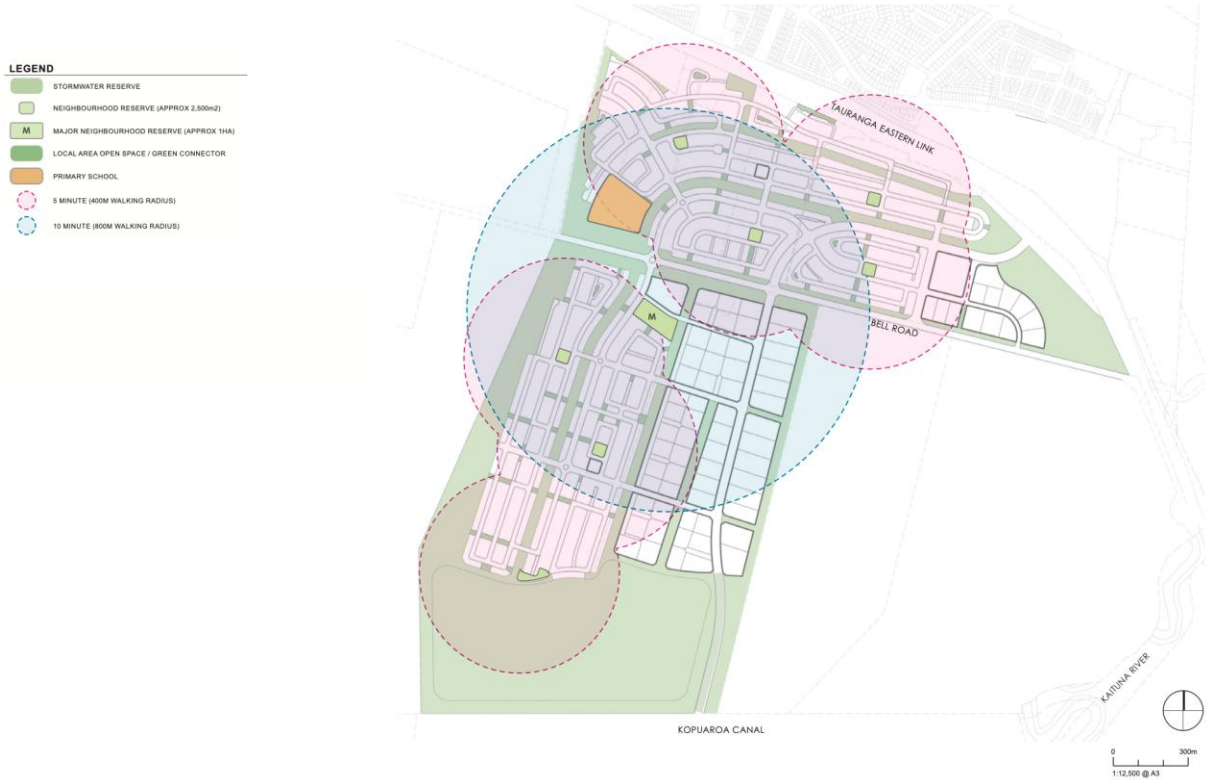 LEGEND
STORMWATER RESERVE
NEIGHBOURHOOD RESERVE (APPROX 2,500m2)
M MAJOR NEIGHBOURHOOD RESERVE (APPROX 1HA)
LOCAL AREA OPEN SPACE / GREEN CONNECTOR
PRIMARY SCHOOL
5 MINUTE (400M WALKING RADIUS)
10 MINUTE (800M WALKING RADIUS)
TAURANGA EASTERN LINK
M
BELL ROAD
KAITUNA RIVER
KOPUAROA CANAL
0 300m
1:12,500 @ A3